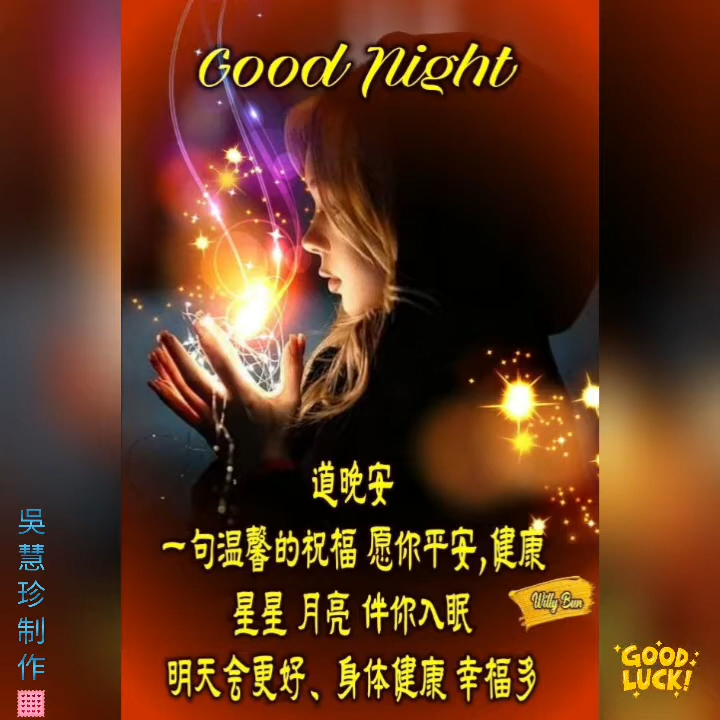 Good Night
道晚安
一句温馨的祝福 愿你平安,健康
星星 月亮 伴你入眠
明天会更好、身体健康 幸福多
Willy Bun
吳慧珍制作
GOOD
LUCK!